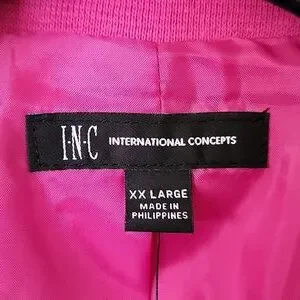 I·N·C INTERNATIONAL CONCEPTS
XX LARGE
MADE IN
PHILIPPINES